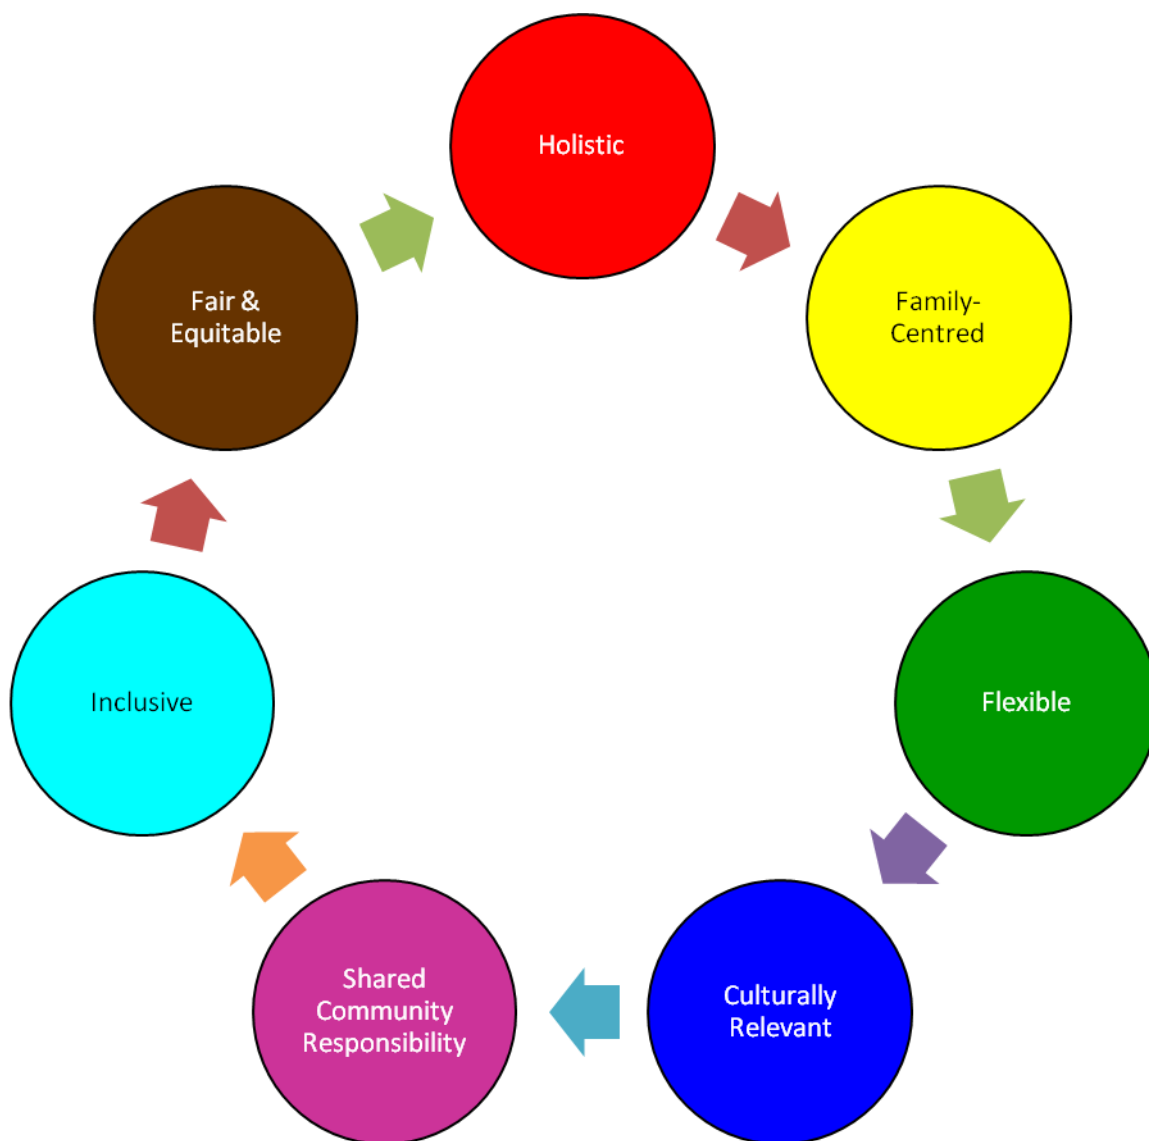 Holistic
Family-
Centred
Flexible
Culturally
Relevant
Shared
Community
Responsibility
Inclusive
Fair &
Equitable